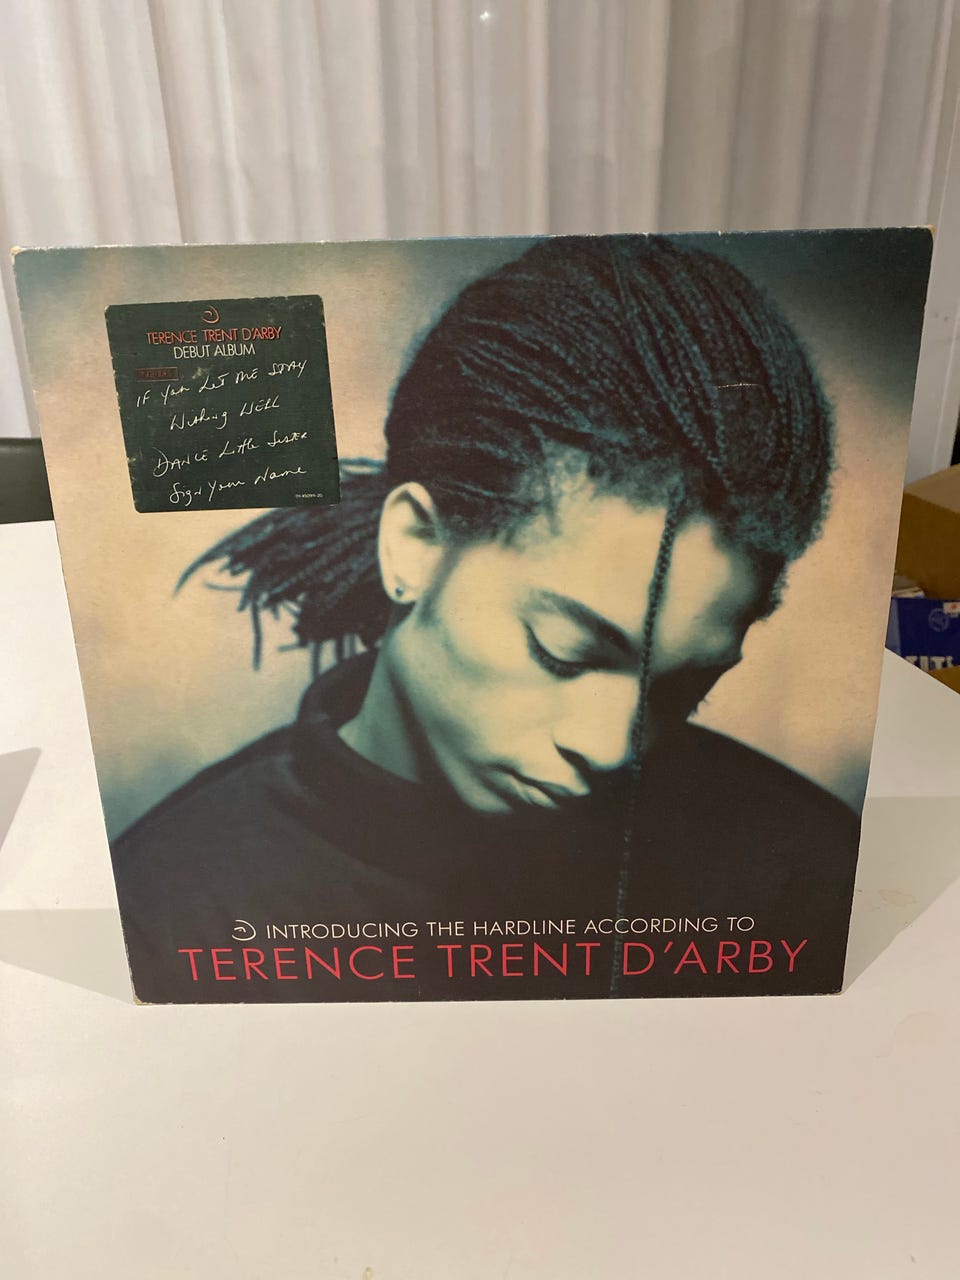 TERENCE TRENT D'ARBY
DEBUT ALBUM
IF You Let ME STAY
Wishing WELL
DANCE Little SisTER
Sign Your Name
INTRODUCING THE HARDLINE ACCORDING TO
TERENCE TRENT D'ARBY